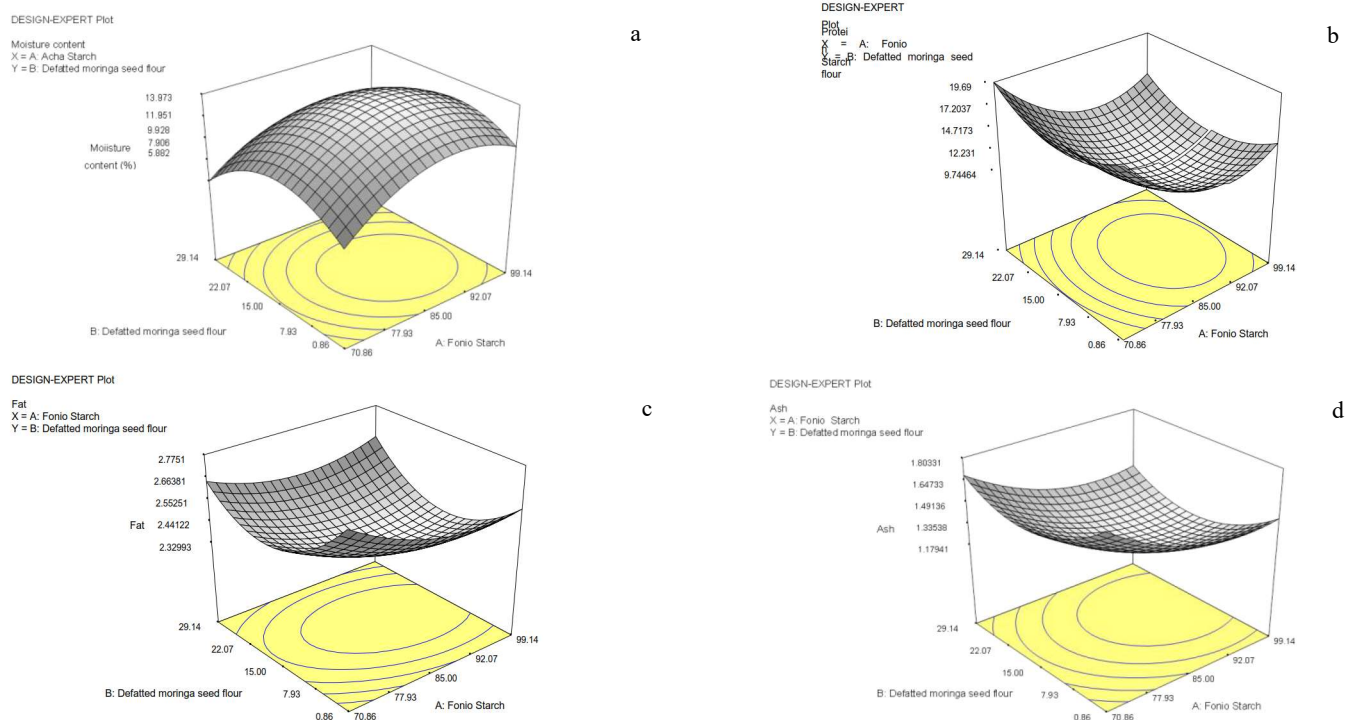 DESIGN-EXPERT Plot
Moisture content
X = A: Acha Starch
Y = B: Defatted moringa seed flour
a
13.973
11.951
9.928
7.906
5.882
Moiisture
content (%)
29.14
22.07
15.00
7.93
0.86
B: Defatted moringa seed flour
70.86
77.93
85.00
92.07
99.14
A: Fonio Starch
DESIGN-EXPERT
Plot
Protei
n
X = A: Fonio
Starch
Y = B: Defatted moringa seed
flour
b
19.69
17.2037
14.7173
12.231
9.74464
29.14
22.07
15.00
7.93
0.86
B: Defatted moringa seed flour
70.86
77.93
85.00
92.07
99.14
A: Fonio Starch
DESIGN-EXPERT Plot
Fat
X = A: Fonio Starch
Y = B: Defatted moringa seed flour
c
2.7751
2.66381
2.55251
2.44122
2.32993
Fat
29.14
22.07
15.00
7.93
0.86
B: Defatted moringa seed flour
70.86
77.93
85.00
92.07
99.14
A: Fonio Starch
DESIGN-EXPERT Plot
Ash
X = A: Fonio Starch
Y = B: Defatted moringa seed flour
d
1.80331
1.64733
1.49136
1.33538
1.17941
Ash
29.14
22.07
15.00
7.93
0.86
B: Defatted moringa seed flour
70.86
77.93
85.00
92.07
99.14
A: Fonio Starch